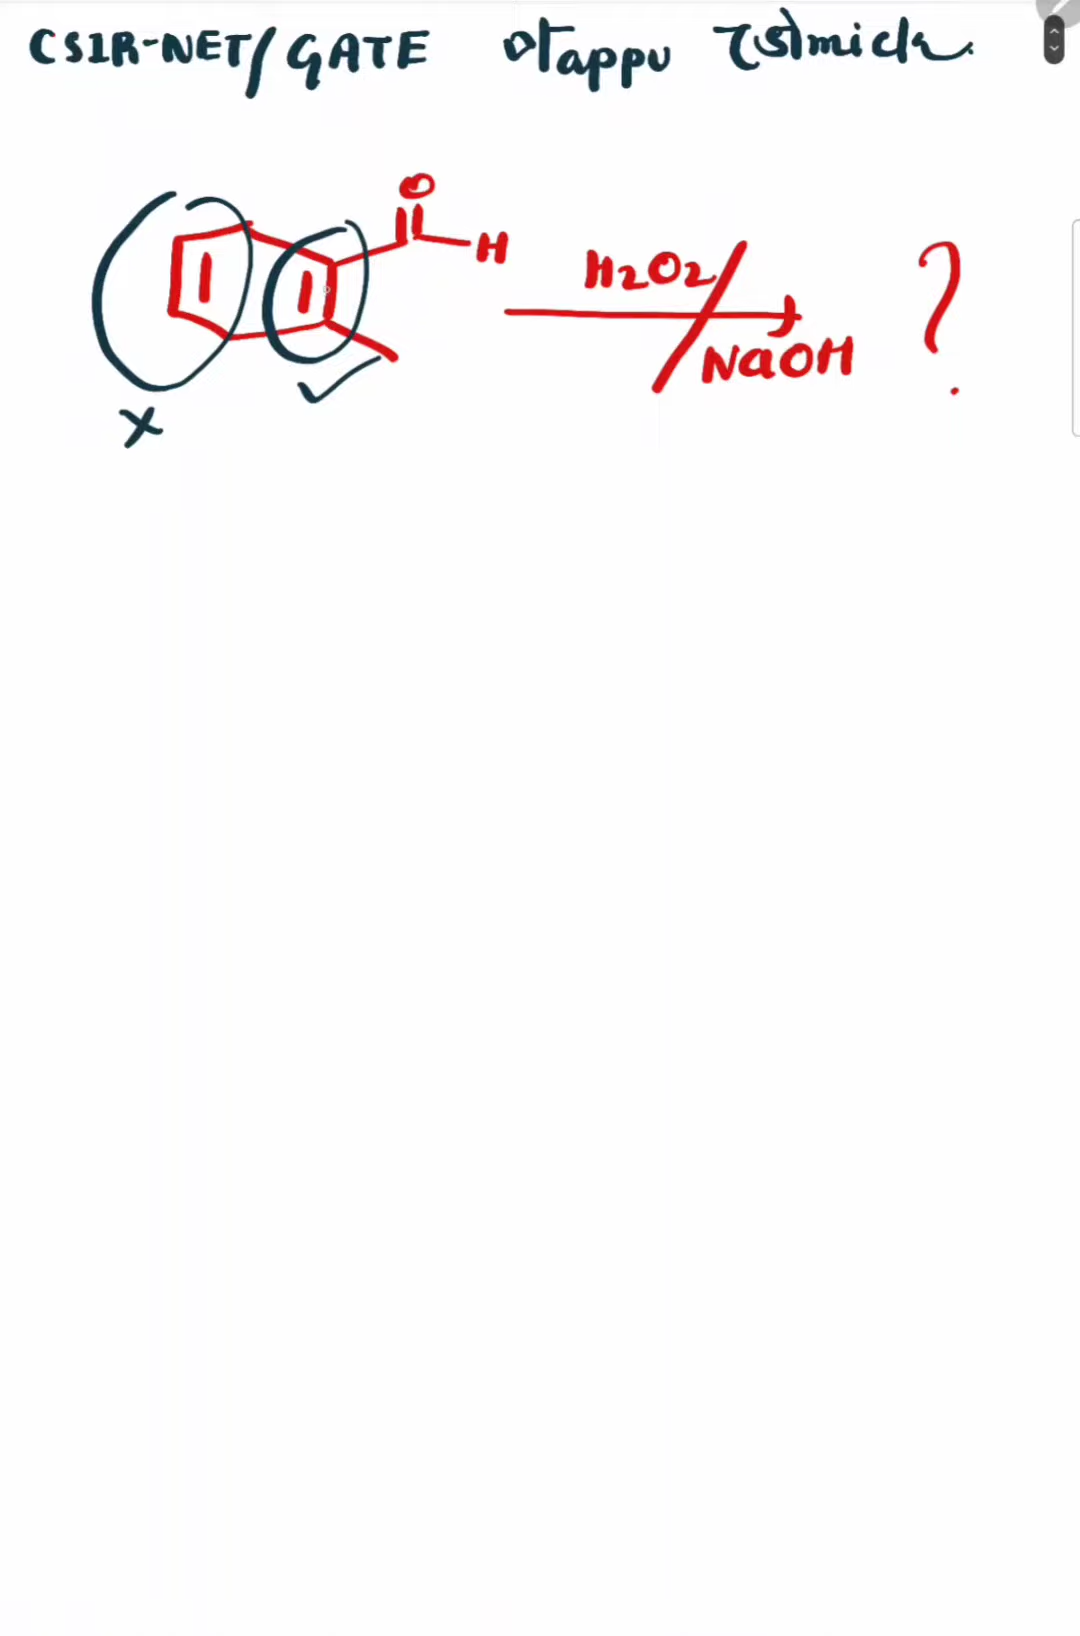 CSIR-NET/GATE
O
H
H2O2/
NaOH
?
x